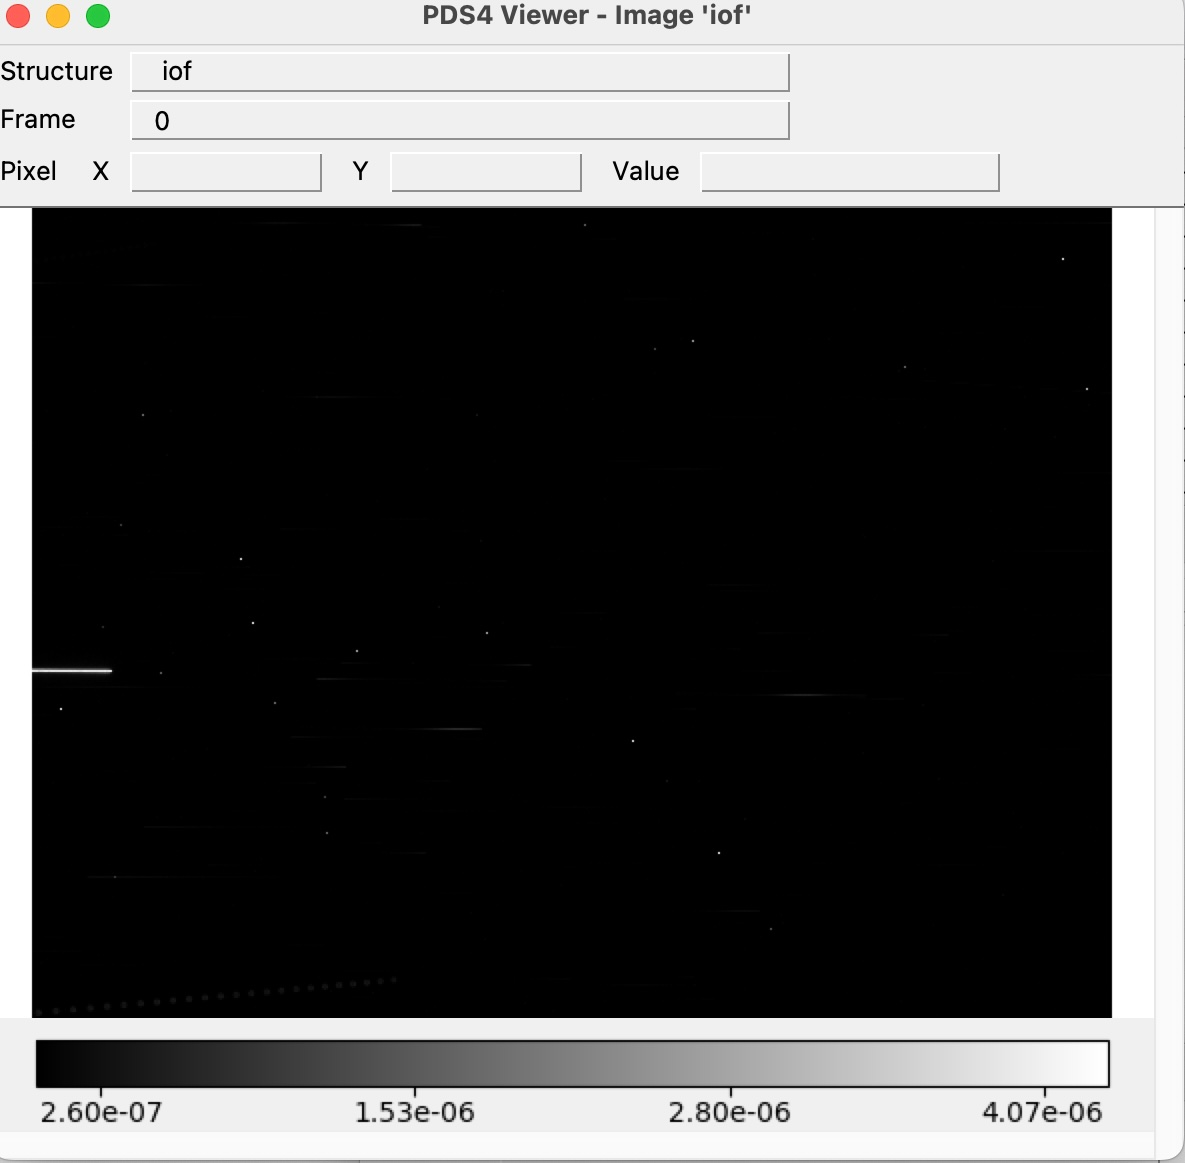 PDS4 Viewer - Image 'iof'
Structure iof
Frame 0
Pixel X Y Value
2.60e-07 1.53e-06 2.80e-06 4.07e-06